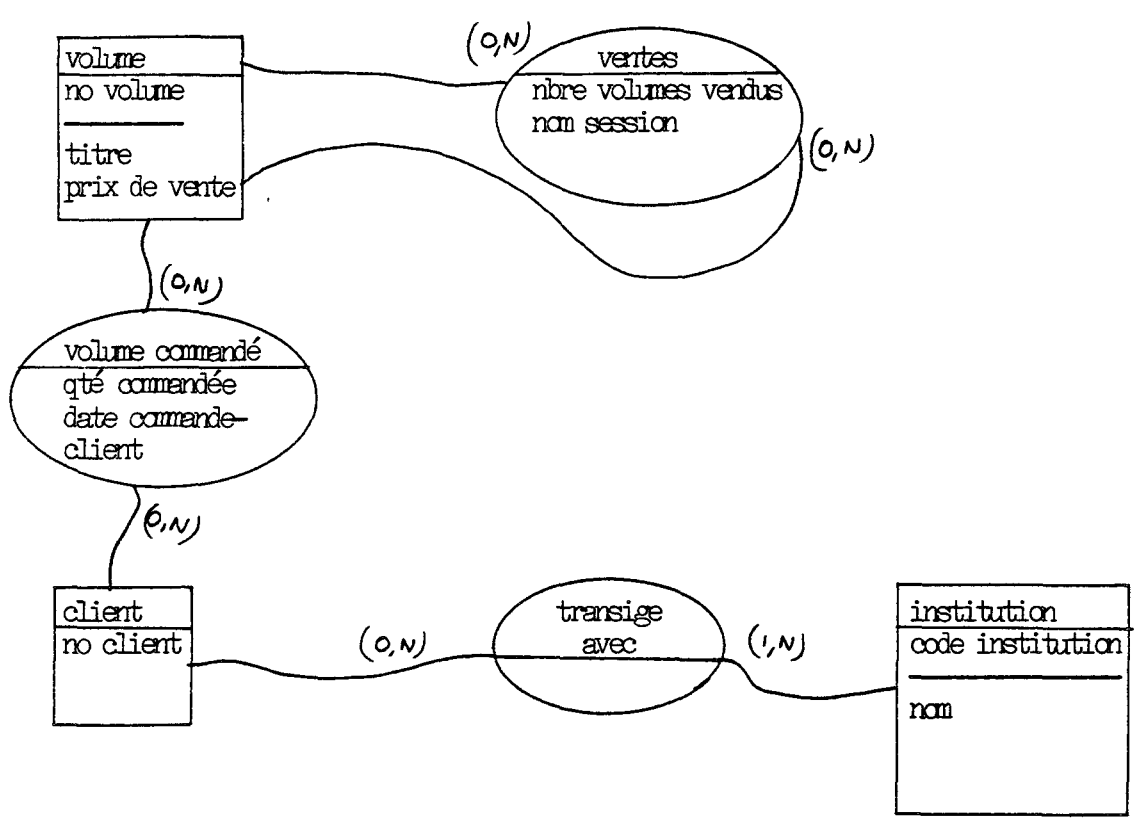 volume
no volume
titre
prix de vente
(0,N)
ventes
nbre volumes vendus
nom session
(0,N)
(0,N)
volume commandé
qté commandée
date commande-
client
(0,N)
client
no client
(0,N)
transige
avec
(1,N)
institution
code institution
nom